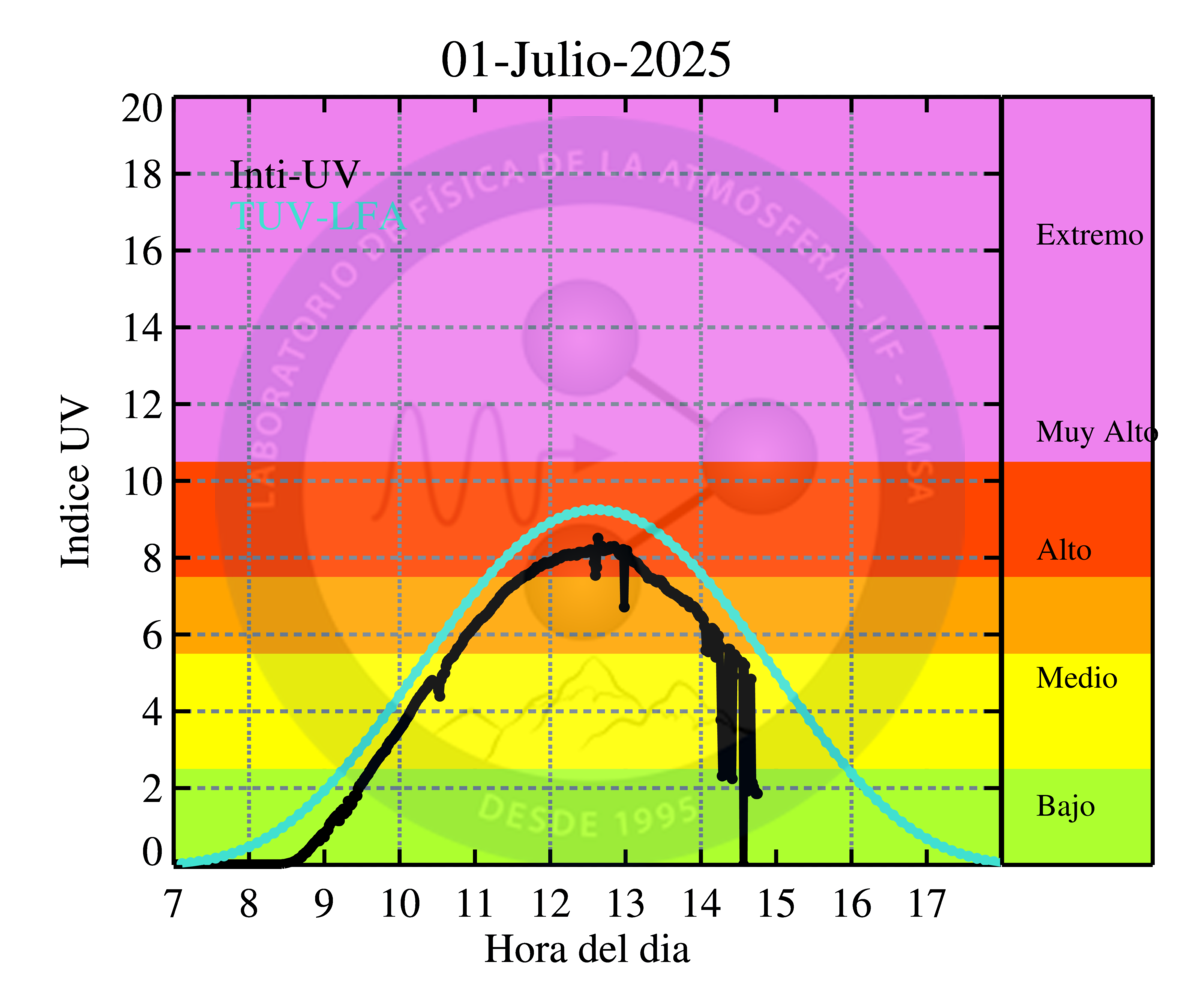 01-Julio-2025
20
18
16
14
12
10
8
6
4
2
0
Indice UV
Inti-UV
TUV-LFA
LABORATORIO DE FÍSICA DE LA ATMÓSFERA - IIF - UMSA
DESDE 1995
Extremo
Muy Alto
Alto
Medio
Bajo
7 8 9 10 11 12 13 14 15 16 17
Hora del dia